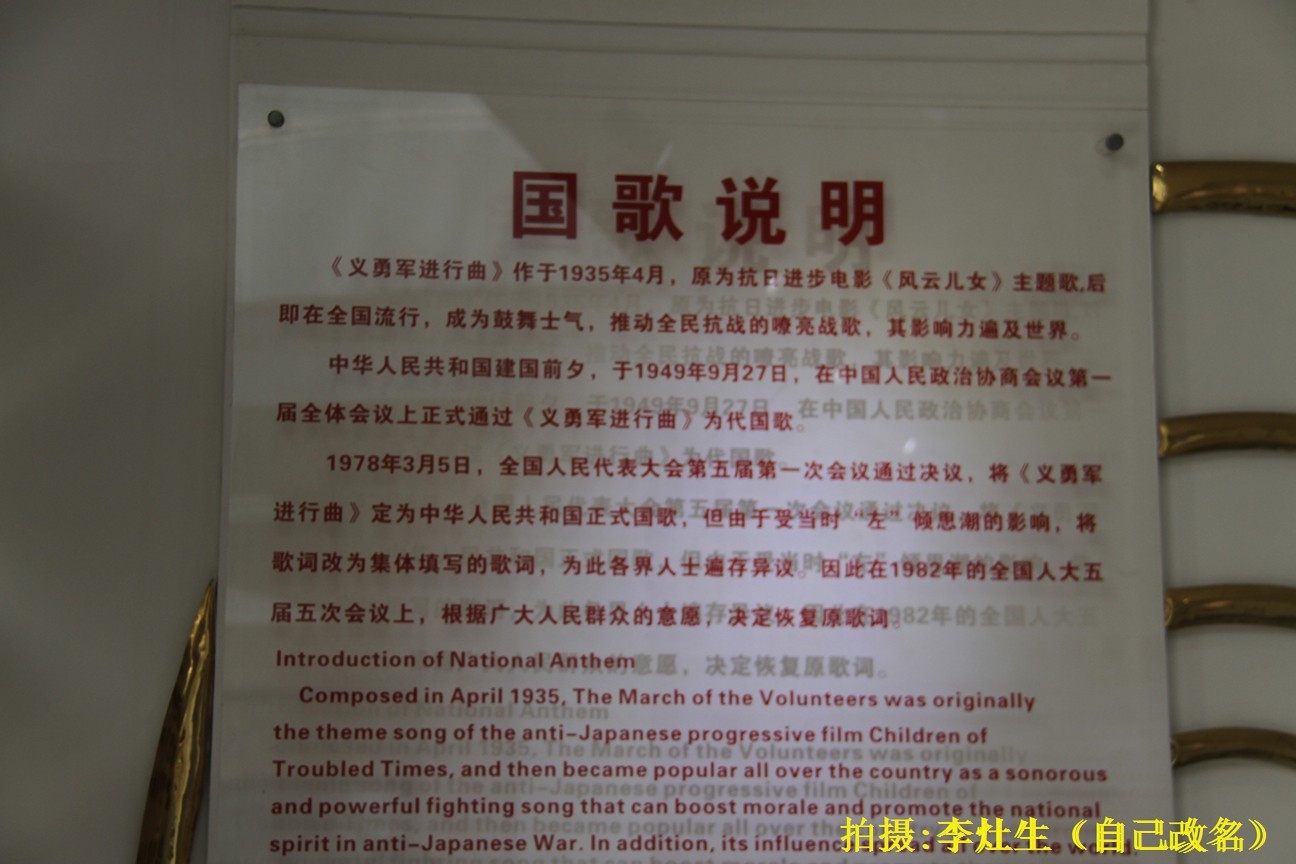 国歌说明
《义勇军进行曲》作于1935年4月，原为抗日进步电影《风云儿女》主题歌,后
即在全国流行，成为鼓舞士气，推动全民抗战的嘹亮战歌，其影响力遍及世界。
中华人民共和国建国前夕，于1949年9月27日，在中国人民政治协商会议第一
届全体会议上正式通过《义勇军进行曲》为代国歌。
1978年3月5日，全国人民代表大会第五届第一次会议通过决议，将《义勇军
进行曲》定为中华人民共和国正式国歌，但由于受当时“左”倾思潮的影响，将
歌词改为集体填写的歌词，为此各界人士遍存异议。因此在1982年的全国人大五
届五次会议上，根据广大人民群众的意愿，决定恢复原歌词。
Introduction of National Anthem
Composed in April 1935, The March of the Volunteers was originally
the theme song of the anti-Japanese progressive film Children of
Troubled Times, and then became popular all over the country as a sonorous
and powerful fighting song that can boost morale and promote the national
spirit in anti-Japanese War. In addition, its influence
拍摄:李灶生（自己改名）